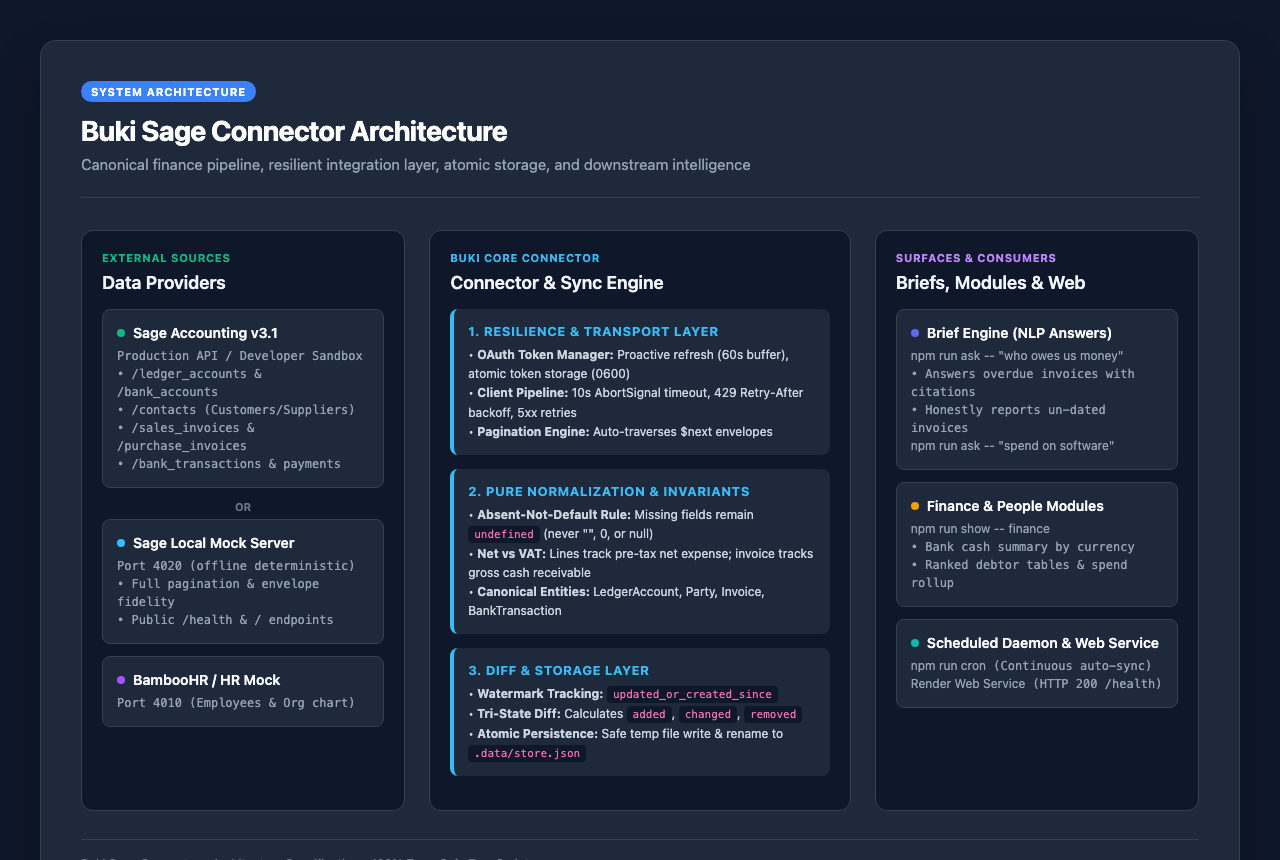 SYSTEM ARCHITECTURE
Buki Sage Connector Architecture
Canonical finance pipeline, resilient integration layer, atomic storage, and downstream intelligence
EXTERNAL SOURCES
Data Providers
Sage Accounting v3.1
Production API / Developer Sandbox
• /ledger_accounts &
/bank_accounts
• /contacts (Customers/Suppliers)
• /sales_invoices &
/purchase_invoices
• /bank_transactions & payments
OR
Sage Local Mock Server
Port 4020 (offline deterministic)
• Full pagination & envelope
fidelity
• Public /health & / endpoints
BambooHR / HR Mock
Port 4010 (Employees & Org chart)
BUKI CORE CONNECTOR
Connector & Sync Engine
1. RESILIENCE & TRANSPORT LAYER
• OAuth Token Manager: Proactive refresh (60s buffer),
atomic token storage (0600)
• Client Pipeline: 10s AbortSignal timeout, 429 Retry-After
backoff, 5xx retries
• Pagination Engine: Auto-traverses $next envelopes
2. PURE NORMALIZATION & INVARIANTS
• Absent-Not-Default Rule: Missing fields remain
undefined (never "", 0, or null)
• Net vs VAT: Lines track pre-tax net expense; invoice tracks
gross cash receivable
• Canonical Entities: LedgerAccount, Party, Invoice,
BankTransaction
3. DIFF & STORAGE LAYER
• Watermark Tracking: updated_or_created_since
• Tri-State Diff: Calculates added , changed , removed
• Atomic Persistence: Safe temp file write & rename to
.data/store.json
SURFACES & CONSUMERS
Briefs, Modules & Web
Brief Engine (NLP Answers)
npm run ask -- "who owes us money"
• Answers overdue invoices with
citations
• Honestly reports un-dated
invoices
npm run ask -- "spend on software"
Finance & People Modules
npm run show -- finance
• Bank cash summary by currency
• Ranked debtor tables & spend
rollup
Scheduled Daemon & Web Service
npm run cron (Continuous auto-sync)
Render Web Service (HTTP 200 /health)